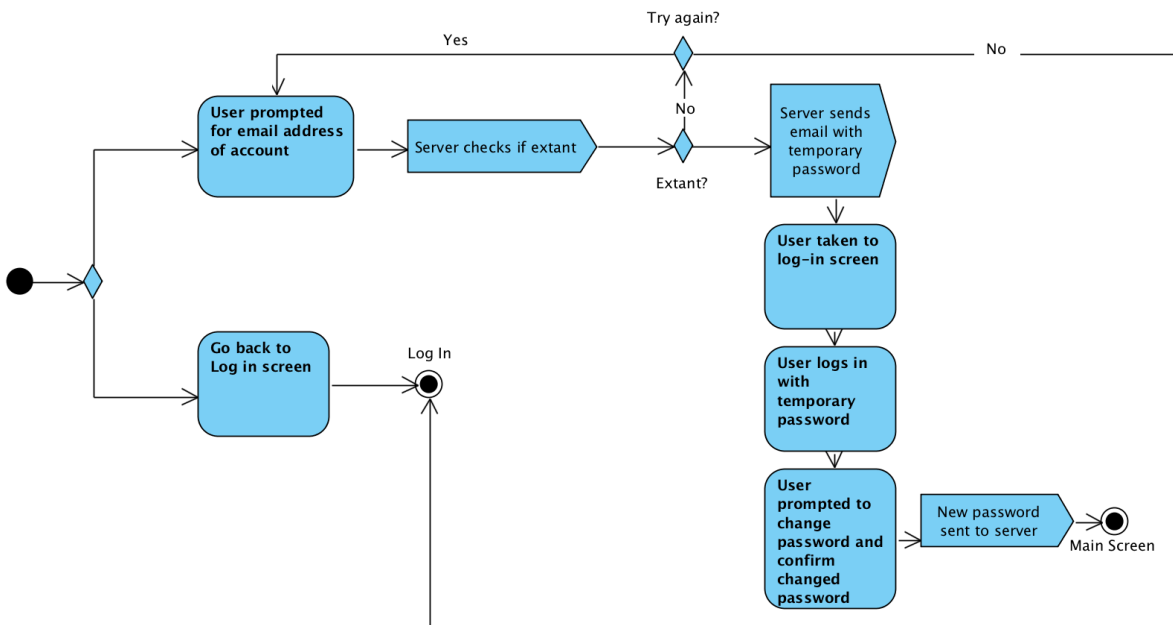 Try again?
Yes
No
User prompted
for email address
of account
Server checks if extant
No
Extant?
Server sends
email with
temporary
password
User taken to
log-in screen
Go back to
Log in screen
Log In
User logs in
with
temporary
password
User
prompted to
change
password and
confirm
changed
password
New password
sent to server
Main Screen